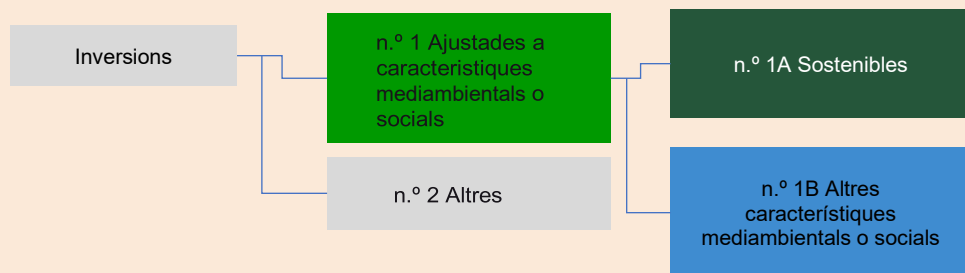 Inversions
n.º 1 Ajustades a
caracteristiques
mediambientals o
socials
n.º 2 Altres
n.º 1A Sostenibles
n.º 1B Altres
característiques
mediambientals o socials